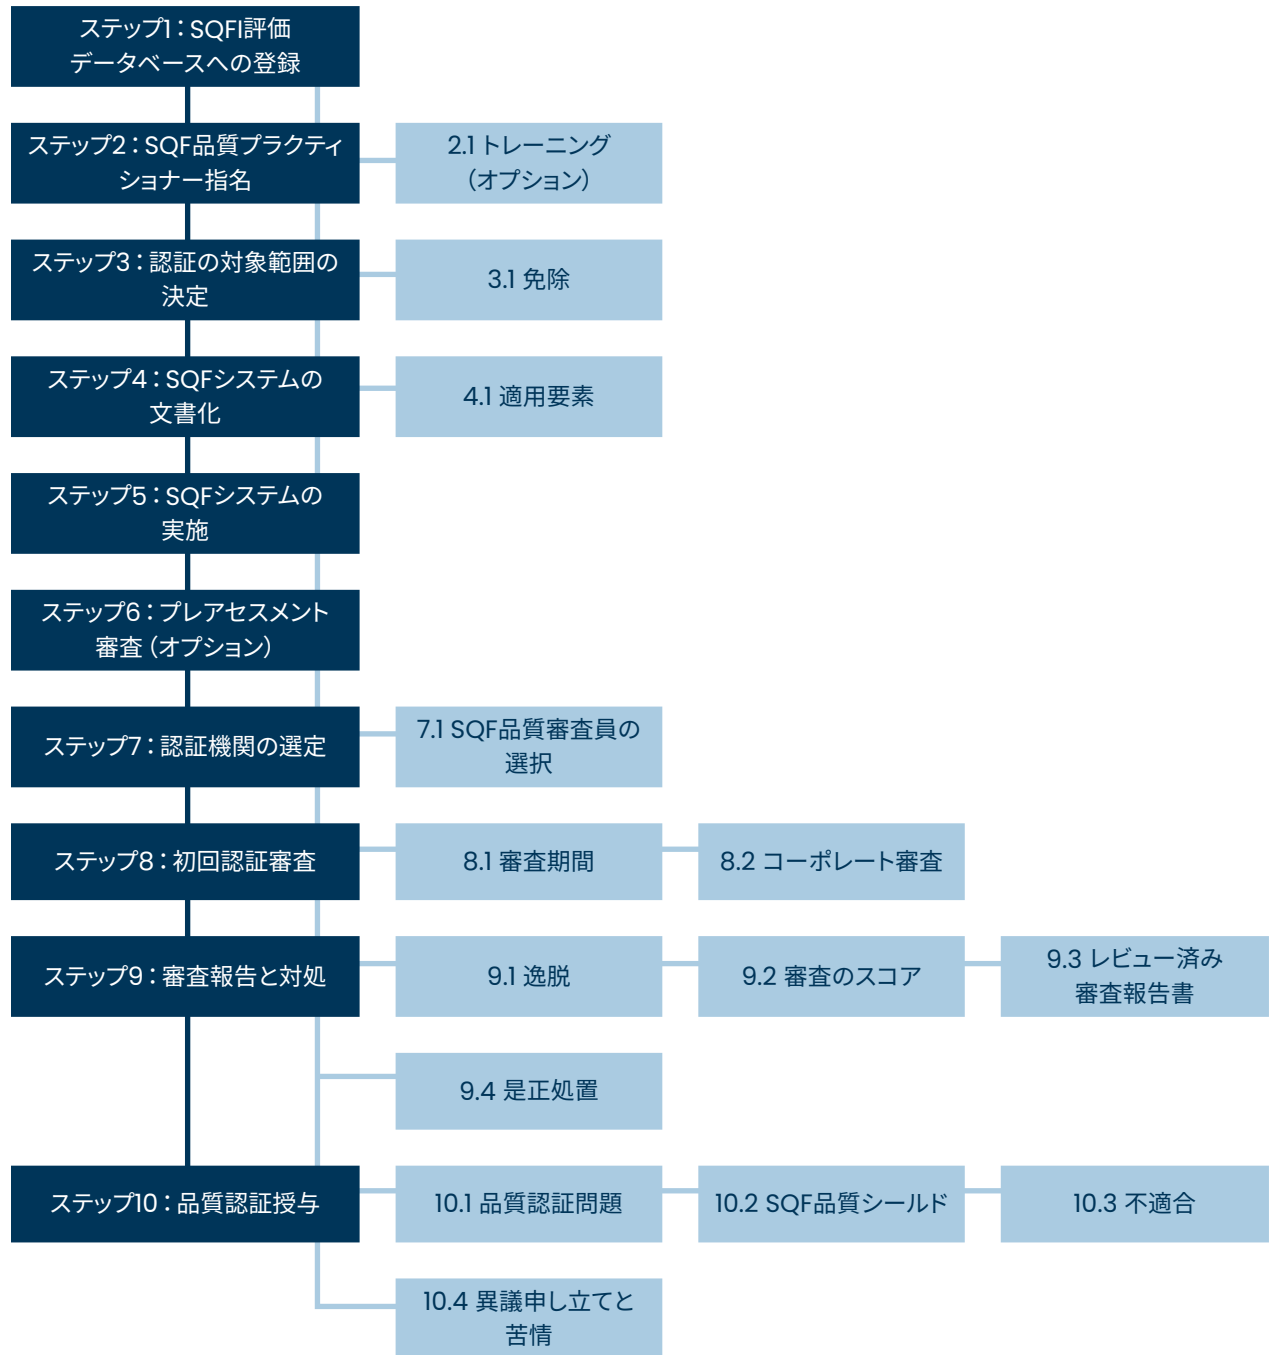 ステップ1：SQFI評価
データベースへの登録
ステップ2：SQF品質プラクティ
ショナー指名
2.1 トレーニング
（オプション）
ステップ3：認証の対象範囲の
決定
3.1 免除
ステップ4：SQFシステムの
文書化
4.1 適用要素
ステップ5：SQFシステムの
実施
ステップ6：プレアセスメント
審査（オプション）
ステップ7：認証機関の選定
7.1 SQF品質審査員の
選択
ステップ8：初回認証審査
8.1 審査期間
8.2 コーポレート審査
ステップ9：審査報告と対処
9.1 逸脱
9.2 審査のスコア
9.3 レビュー済み
審査報告書
9.4 是正処置
ステップ10：品質認証授与
10.1 品質認証問題
10.2 SQF品質シールド
10.3 不適合
10.4 異議申し立てと
苦情